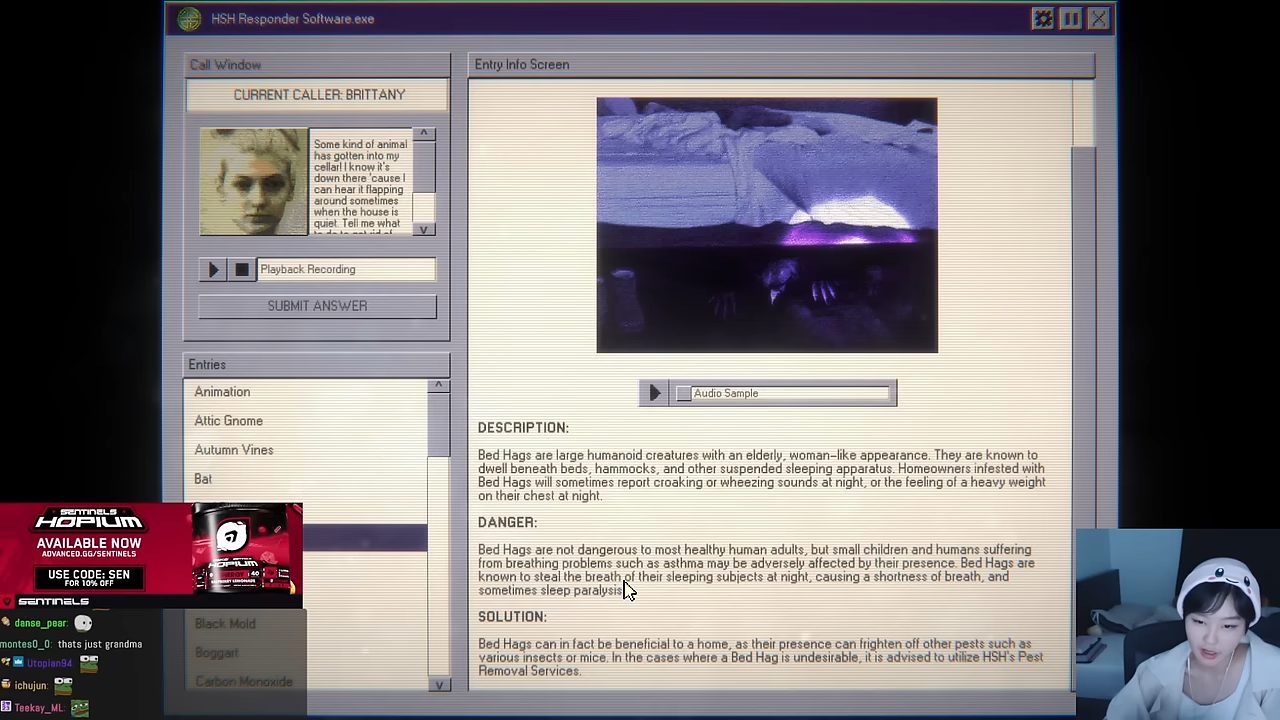 HSH Responder Software.exe
Call Window
CURRENT CALLER: BRITTANY
Some kind of animal
has gotten into my
cellar! I know it's
down there 'cause I
can hear it flapping
around sometimes
when the house is
quiet. Tell me what
to do to get rid of
Playback Recording
SUBMIT ANSWER
Entries
Animation
Attic Gnome
Autumn Vines
Bat
Black Mold
Boggart
Carbon Monoxide
Entry Info Screen
Audio Sample
DESCRIPTION:
Bed Hags are large humanoid creatures with an elderly, woman-like appearance. They are known to
dwell beneath beds, hammocks, and other suspended sleeping apparatus. Homeowners infested with
Bed Hags will sometimes report croaking or wheezing sounds at night, or the feeling of a heavy weight
on their chest at night.
DANGER:
Bed Hags are not dangerous to most healthy human adults, but small children and humans suffering
from breathing problems such as asthma may be adversely affected by their presence. Bed Hags are
known to steal the breath of their sleeping subjects at night, causing a shortness of breath, and
sometimes sleep paralysis
SOLUTION:
Bed Hags can in fact be beneficial to a home, as their presence can frighten off other pests such as
various insects or mice. In the cases where a Bed Hag is undesirable, it is advised to utilize HSH's Pest
Removal Services.
SENTINELS
HOPIUM
AVAILABLE NOW
ADVANCED.GG/SENTINELS
USE CODE: SEN
FOR 10% OFF
SENTINELS
danse_pear:
montes0_0: thats just grandma
Utopian94
ichujun:
Teekay_ML: